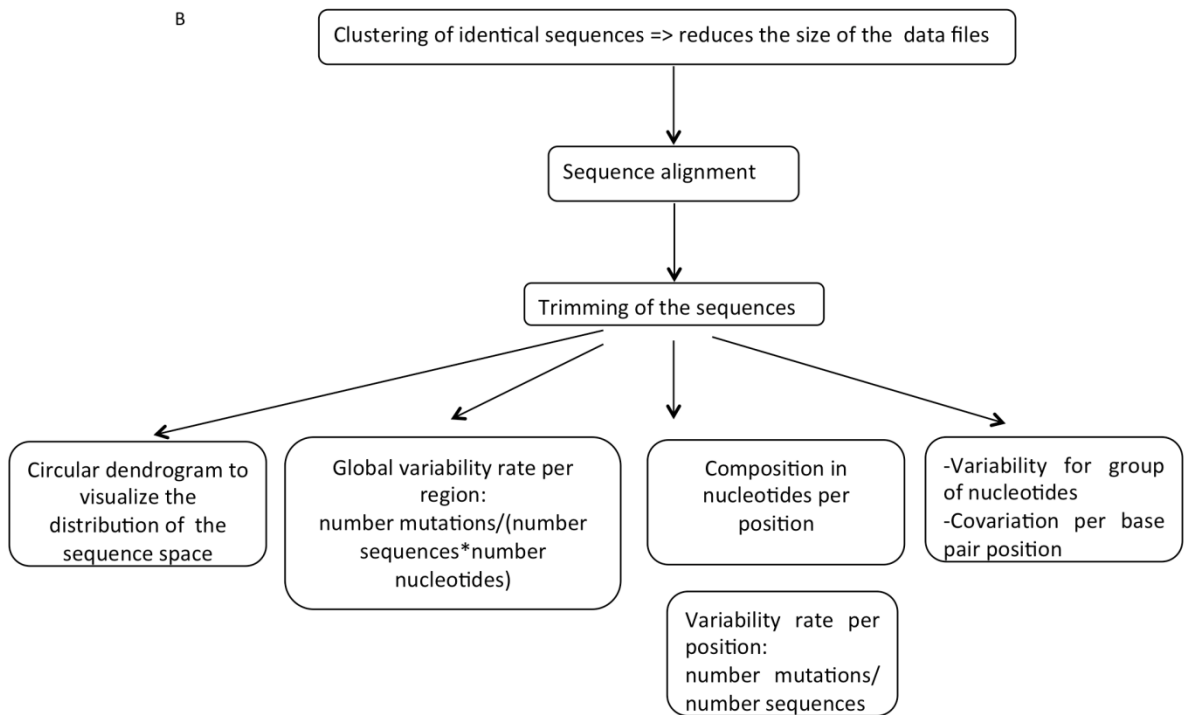 B
Clustering of identical sequences => reduces the size of the data files
Sequence alignment
Trimming of the sequences
Circular dendrogram to
visualize the
distribution of the
sequence space
Global variability rate per
region:
number mutations/(number
sequences*number
nucleotides)
Composition in
nucleotides per
position
-Variability for group
of nucleotides
-Covariation per base
pair position
Variability rate per
position:
number mutations/
number sequences